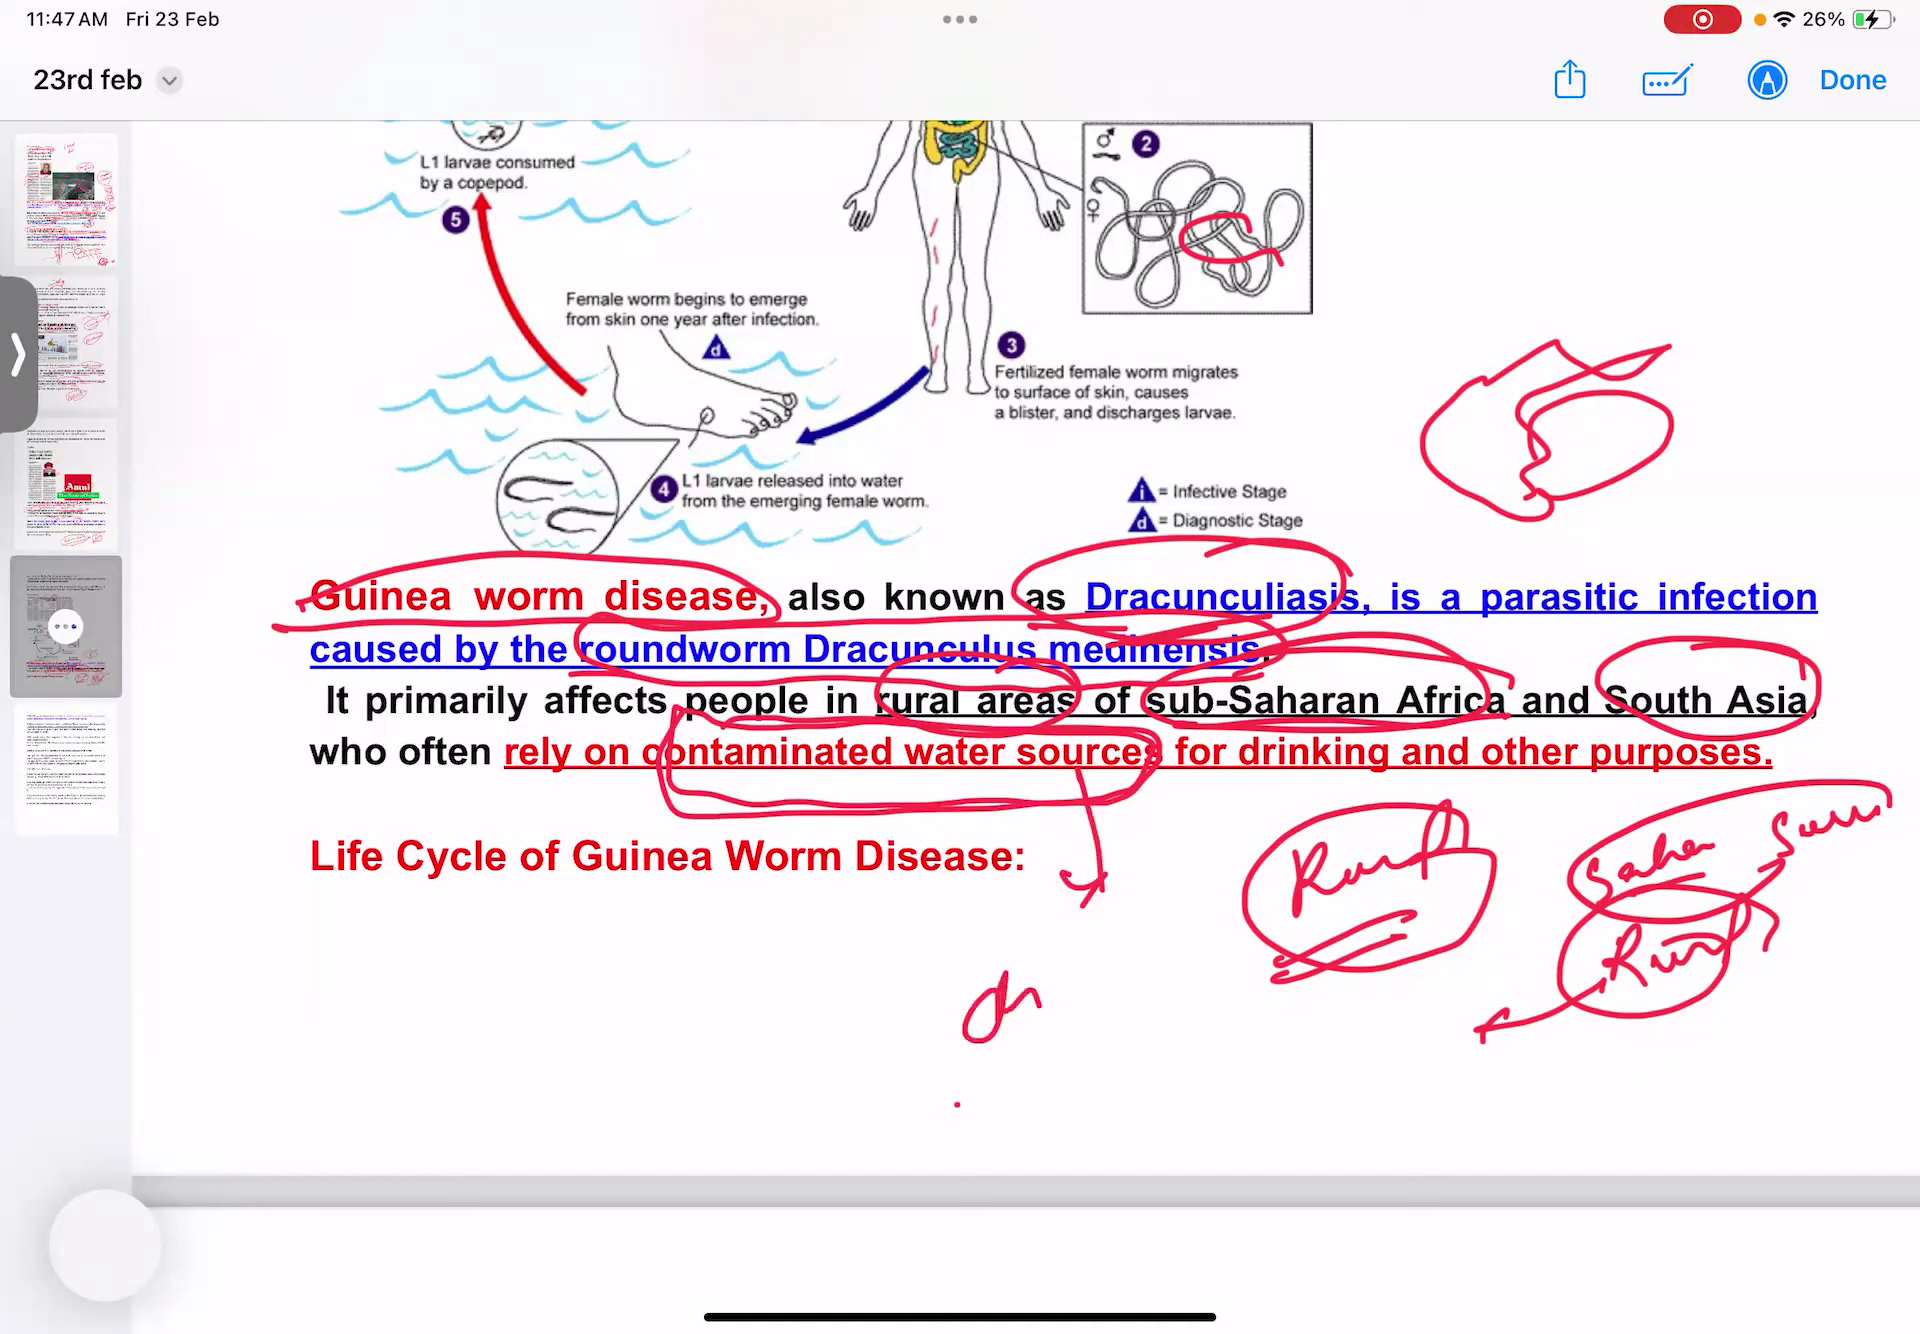 11:47 AM Fri 23 Feb
26%
23rd feb
Done
L1 larvae consumed
by a copepod.
5
2
Female worm begins to emerge
from skin one year after infection.
d
3
Fertilized female worm migrates
to surface of skin, causes
a blister, and discharges larvae.
4
L1 larvae released into water
from the emerging female worm.
i = Infective Stage
d = Diagnostic Stage
Guinea worm disease, also known as Dracunculiasis, is a parasitic infection
caused by the roundworm Dracunculus medinensis.
It primarily affects people in rural areas of sub-Saharan Africa and South Asia,
who often rely on contaminated water sources for drinking and other purposes.
Life Cycle of Guinea Worm Disease: